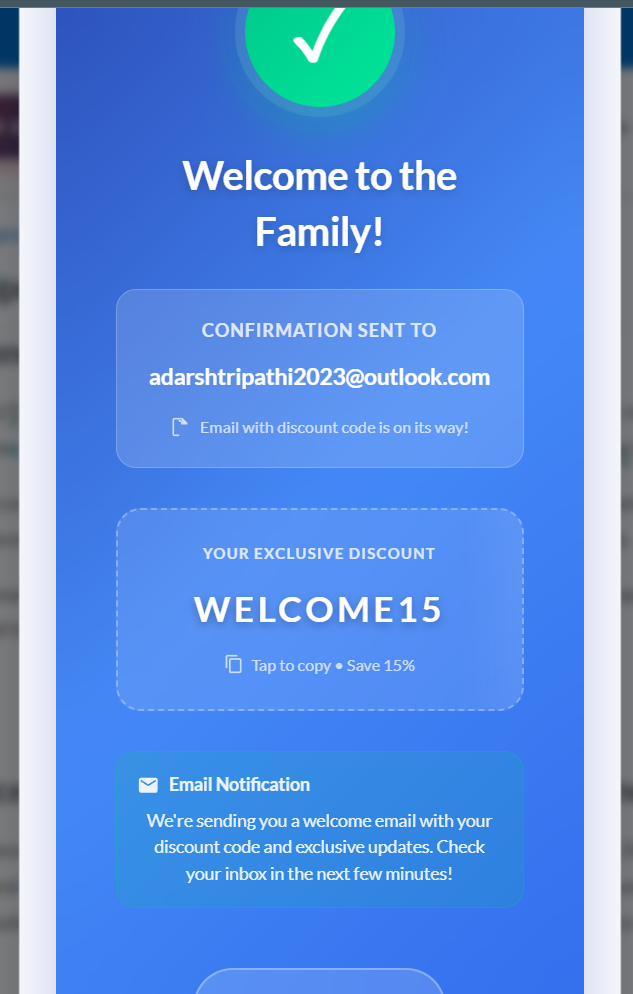 Welcome to the
Family!
CONFIRMATION SENT TO
adarshtripathi2023@outlook.com
Email with discount code is on its way!
YOUR EXCLUSIVE DISCOUNT
WELCOME15
Tap to copy • Save 15%
Email Notification
We're sending you a welcome email with your
discount code and exclusive updates. Check
your inbox in the next few minutes!